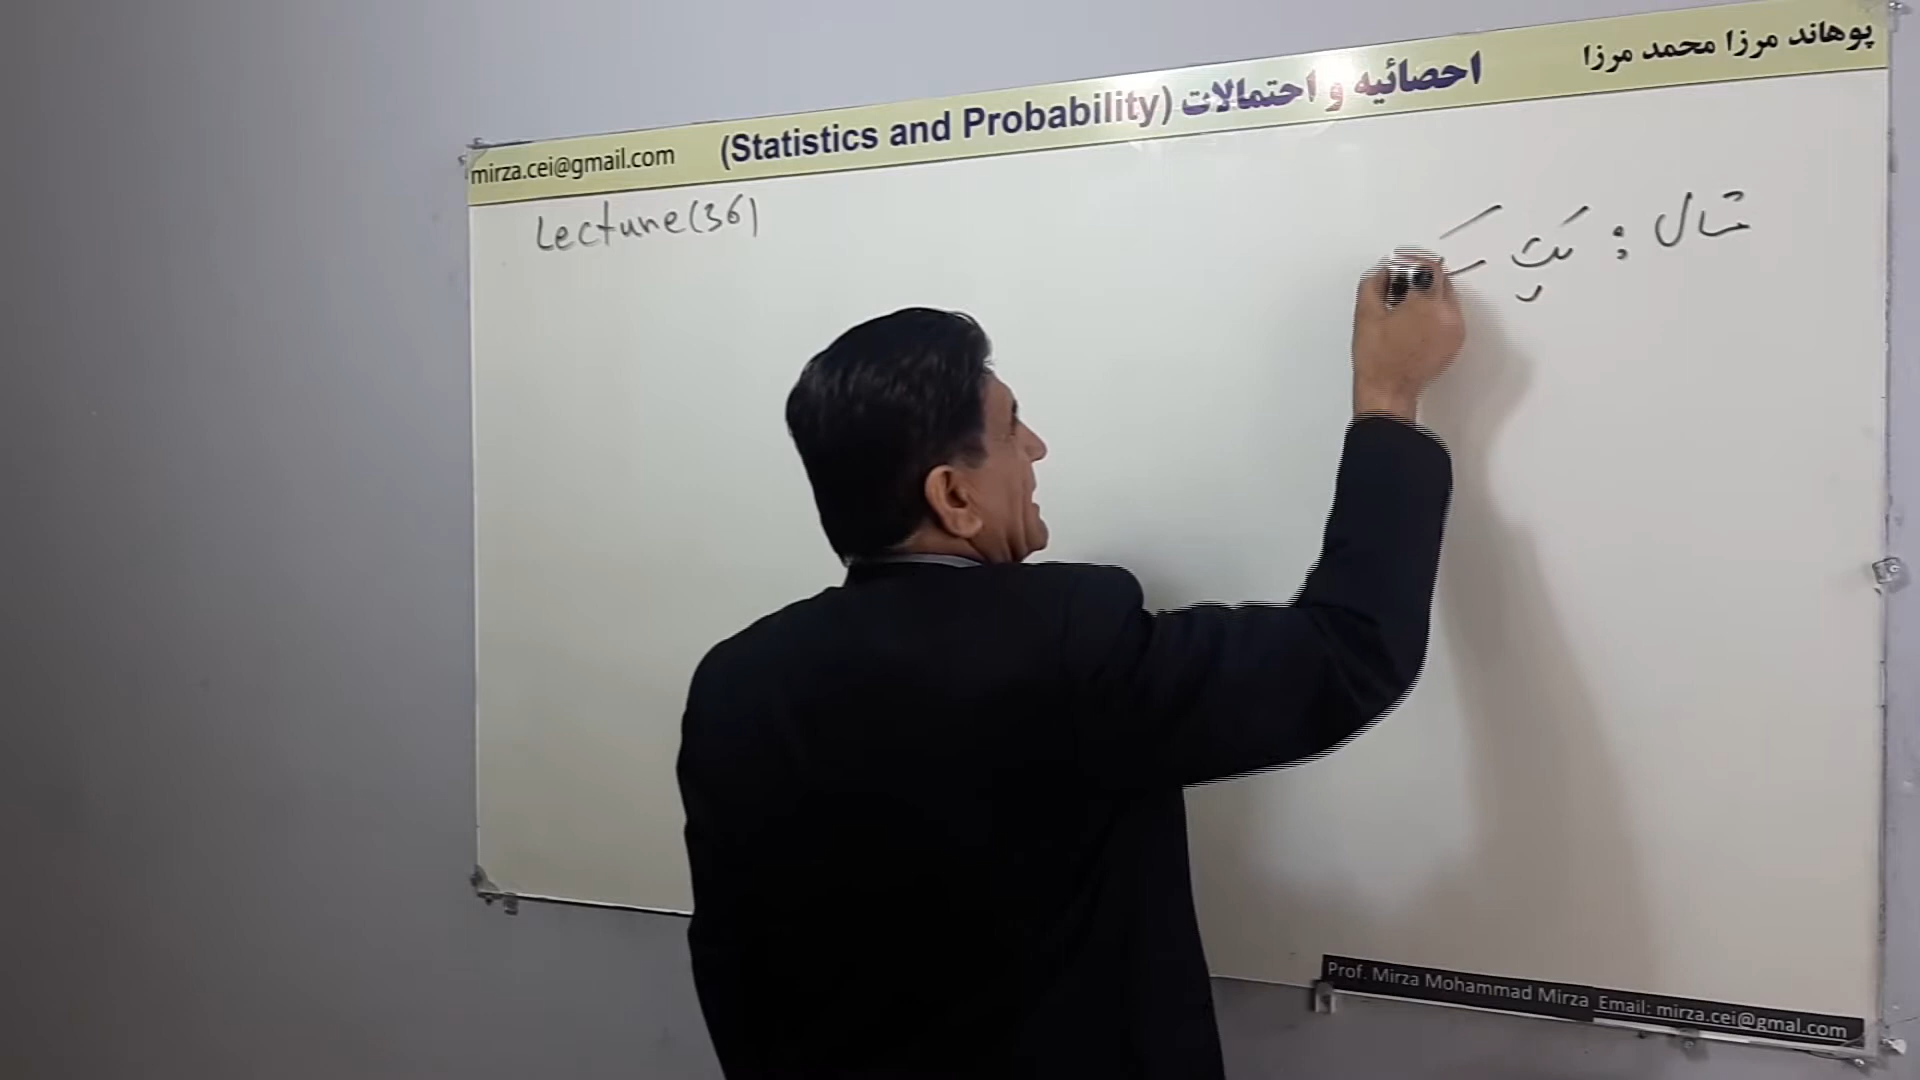 پوهاند مرزا محمد مرزا
احصائیه و احتمالات (Statistics and Probability)
mirza.cei@gmail.com
Lecture(36)
مثال :
Prof. Mirza Mohammad Mirza Email: mirza.cei@gmal.com